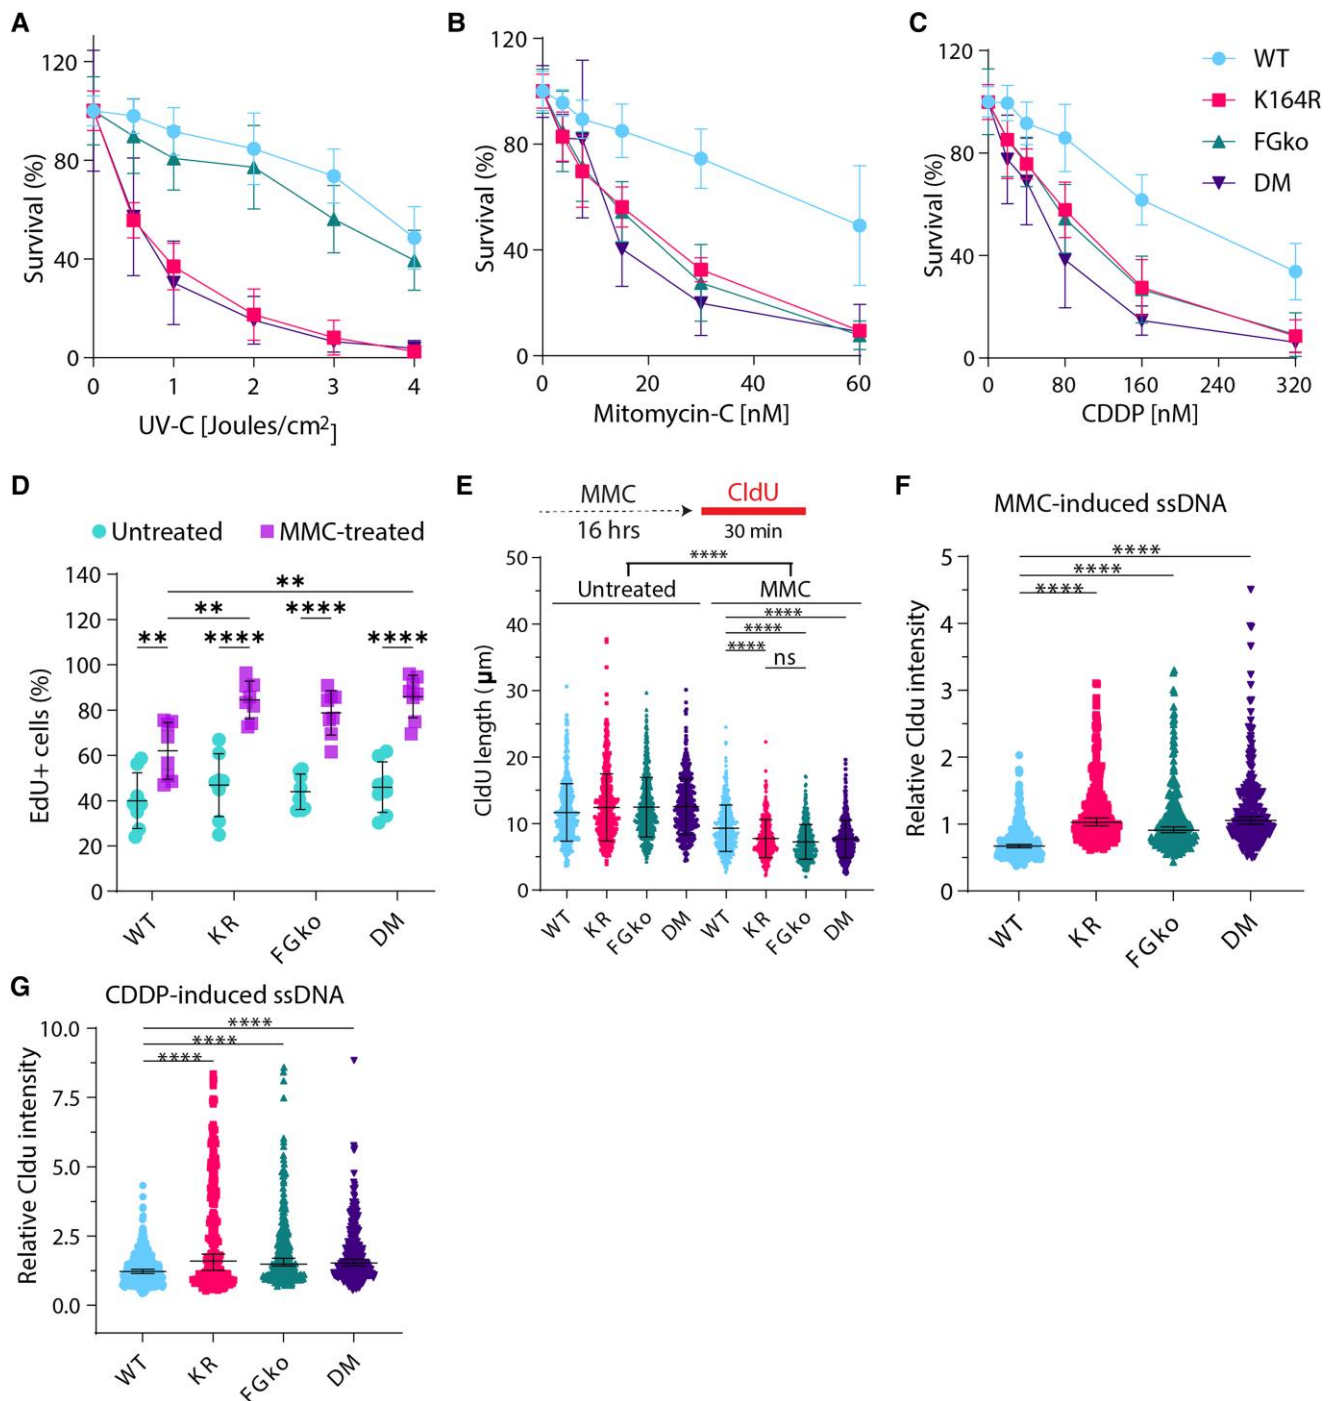 A
120
80
40
0
Survival (%)
0 1 2 3 4
UV-C [Joules/cm2]
B
120
80
40
0
Survival (%)
0 20 40 60
Mitomycin-C [nM]
C
120
80
40
0
Survival (%)
0 80 160 240 320
CDDP [nM]
WT
K164R
FGko
DM
D
Untreated MMC-treated
140
120
100
80
60
40
20
0
EdU+ cells (%)
**
** ****
** **** ****
WT KR FGko DM
E
MMC CldU
16 hrs 30 min
50
40
30
20
10
0
CldU length (µm)
****
Untreated MMC
****
****
****
ns
WT KR FGko DM WT KR FGko DM
F
MMC-induced ssDNA
5
4
3
2
1
0
Relative Cldu intensity
****
****
****
WT KR FGko DM
G
CDDP-induced ssDNA
10.0
7.5
5.0
2.5
0.0
Relative Cldu intensity
****
****
****
WT KR FGko DM